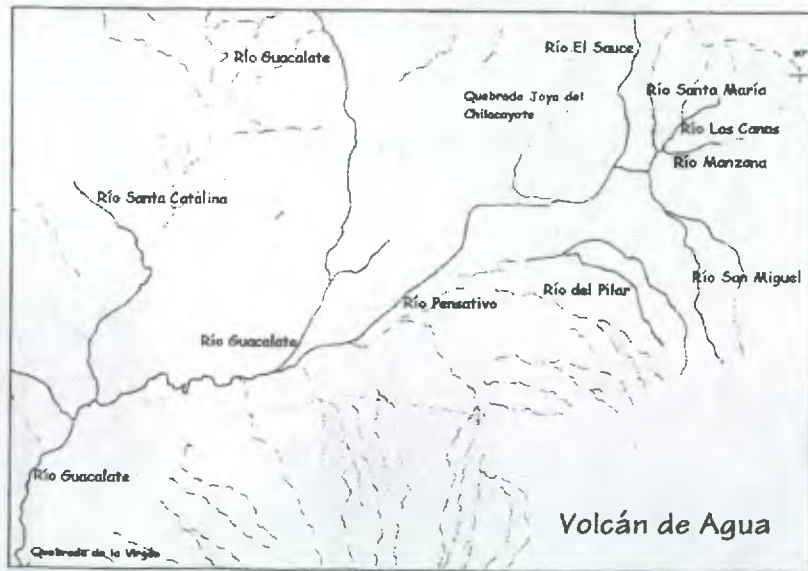 Río Guacalate
Río El Sauce
Quebrada Joya del
Chilacayote
Río Santa María
Río Las Canas
Río Manzana
Río Santa Catalina
Río San Miguel
Río del Pilar
Río Pensativo
Río Guacalate
Río Guacalate
Quebrada de la Virgen
Volcán de Agua